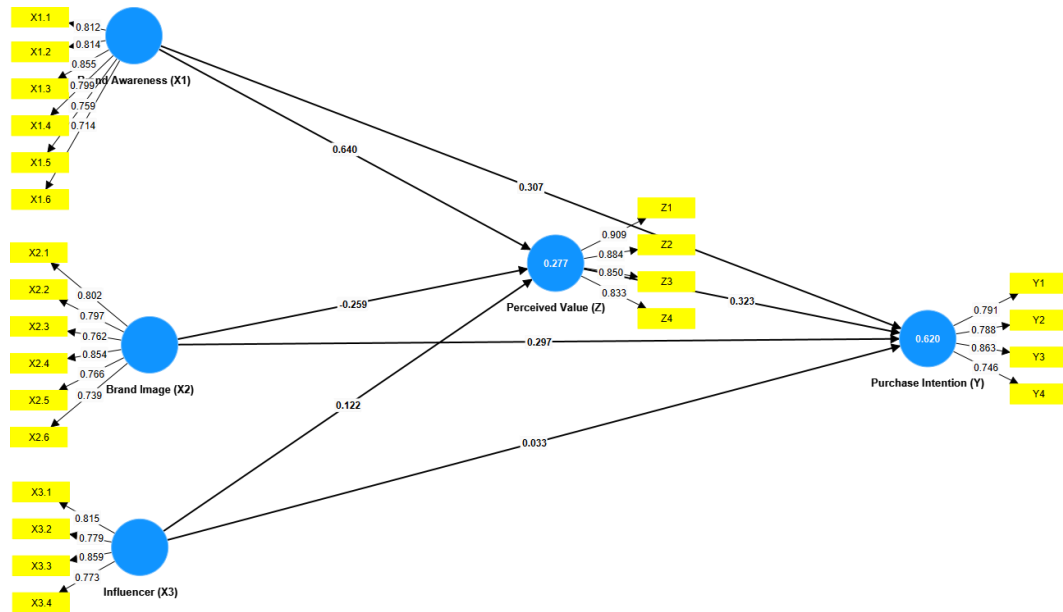 X1.1
0.812
X1.2
0.814
0.855
X1.3
0.799
X1.4
0.759
X1.5
0.714
X1.6
Awareness (X1)
0.640
0.307
X2.1
0.802
X2.2
0.797
X2.3
0.762
X2.4
0.854
X2.5
0.766
X2.6
0.739
Brand Image (X2)
-0.259
0.297
X3.1
0.815
X3.2
0.779
X3.3
0.859
X3.4
0.773
Influencer (X3)
0.122
0.033
0.277
Perceived Value (Z)
Z1
0.909
Z2
0.884
Z3
0.850
Z4
0.833
0.323
0.620
Purchase Intention (Y)
Y1
0.791
Y2
0.788
Y3
0.863
Y4
0.746